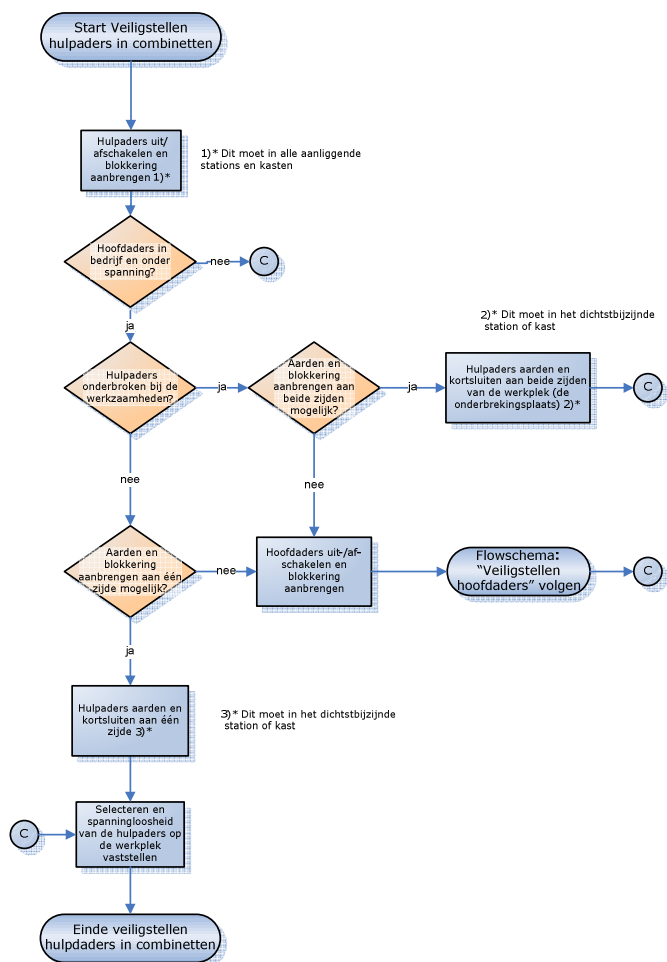 Start Veiligstellen
hulpaders in combinetten
Hulpaders uit/
afschakelen en
blokkering
aanbrengen 1)*
1)* Dit moet in alle aanliggende
stations en kasten
Hoofdaders in
bedrijf en onder
spanning?
nee
C
ja
2)* Dit moet in het dichtstbijzijnde
station of kast
Hulpaders
onderbroken bij de
werkzaamheden?
ja
Aarden en
blokkering
aanbrengen aan
beide zijden
mogelijk?
ja
Hulpaders aarden en
kortsluiten aan beide zijden
van de werkplek (de
onderbrekingsplaats) 2)*
C
nee
nee
Aarden en
blokkering
aanbrengen aan één
zijde mogelijk?
nee
Hoofdaders uit-/af-
schakelen en
blokkering
aanbrengen
Flowschema:
“Veiligstellen
hoofdaders” volgen
C
ja
Hulpaders aarden en
kortsluiten aan één
zijde 3)*
3)* Dit moet in het dichtstbijzijnde
station of kast
C
Selecteren en
spanningloosheid
van de hulpaders op
de werkplek
vaststellen
Einde veiligstellen
hulpdaders in combinetten